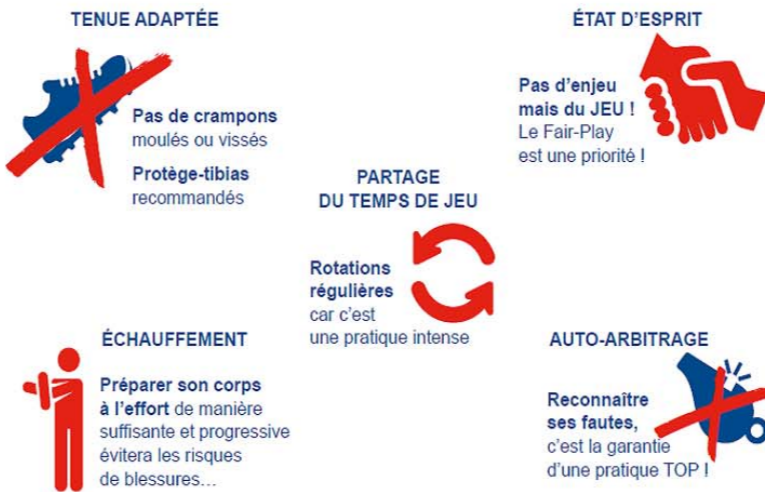 TENUE ADAPTÉE
Pas de crampons
moulés ou vissés
Protège-tibias
recommandés
ÉTAT D'ESPRIT
Pas d'enjeu
mais du JEU !
Le Fair-Play
est une priorité !
PARTAGE
DU TEMPS DE JEU
Rotations
régulières
car c'est
une pratique intense
ÉCHAUFFEMENT
Préparer son corps
à l'effort de manière
suffisante et progressive
évitera les risques
de blessures…
AUTO-ARBITRAGE
Reconnaître
ses fautes,
c'est la garantie
d'une pratique TOP !